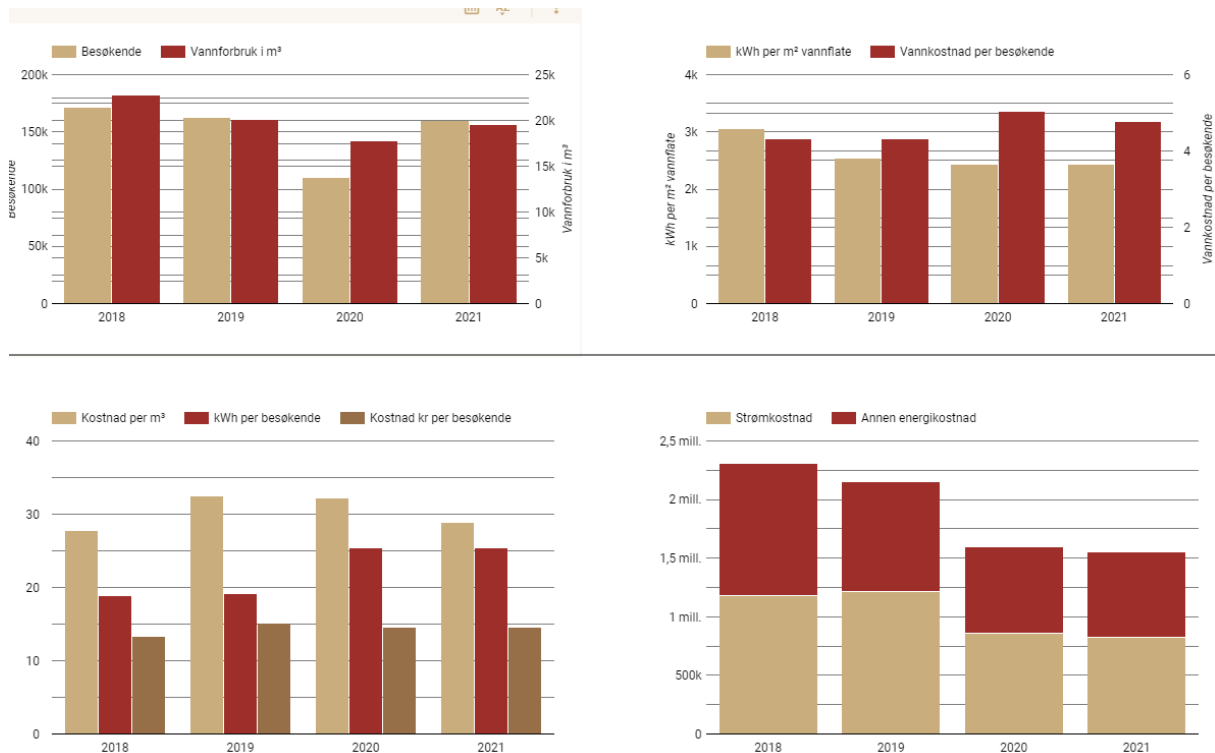 Besøkende Vannforbruk i m³
200k 25k
150k 20k
15k
100k
10k
50k
5k
0 0
Besøkende
Vannforbruk i m³
2018 2019 2020 2021
kWh per m² vannflate Vannkostnad per besøkende
4k 6
3k
4
2k
2
1k
0 0
kWh per m² vannflate
Vannkostnad per besøkende
2018 2019 2020 2021
Kostnad per m³ kWh per besøkende Kostnad kr per besøkende
40
30
20
10
0
2018 2019 2020 2021
Strømkostnad Annen energikostnad
2,5 mill.
2 mill.
1,5 mill.
1 mill.
500k
0
2018 2019 2020 2021